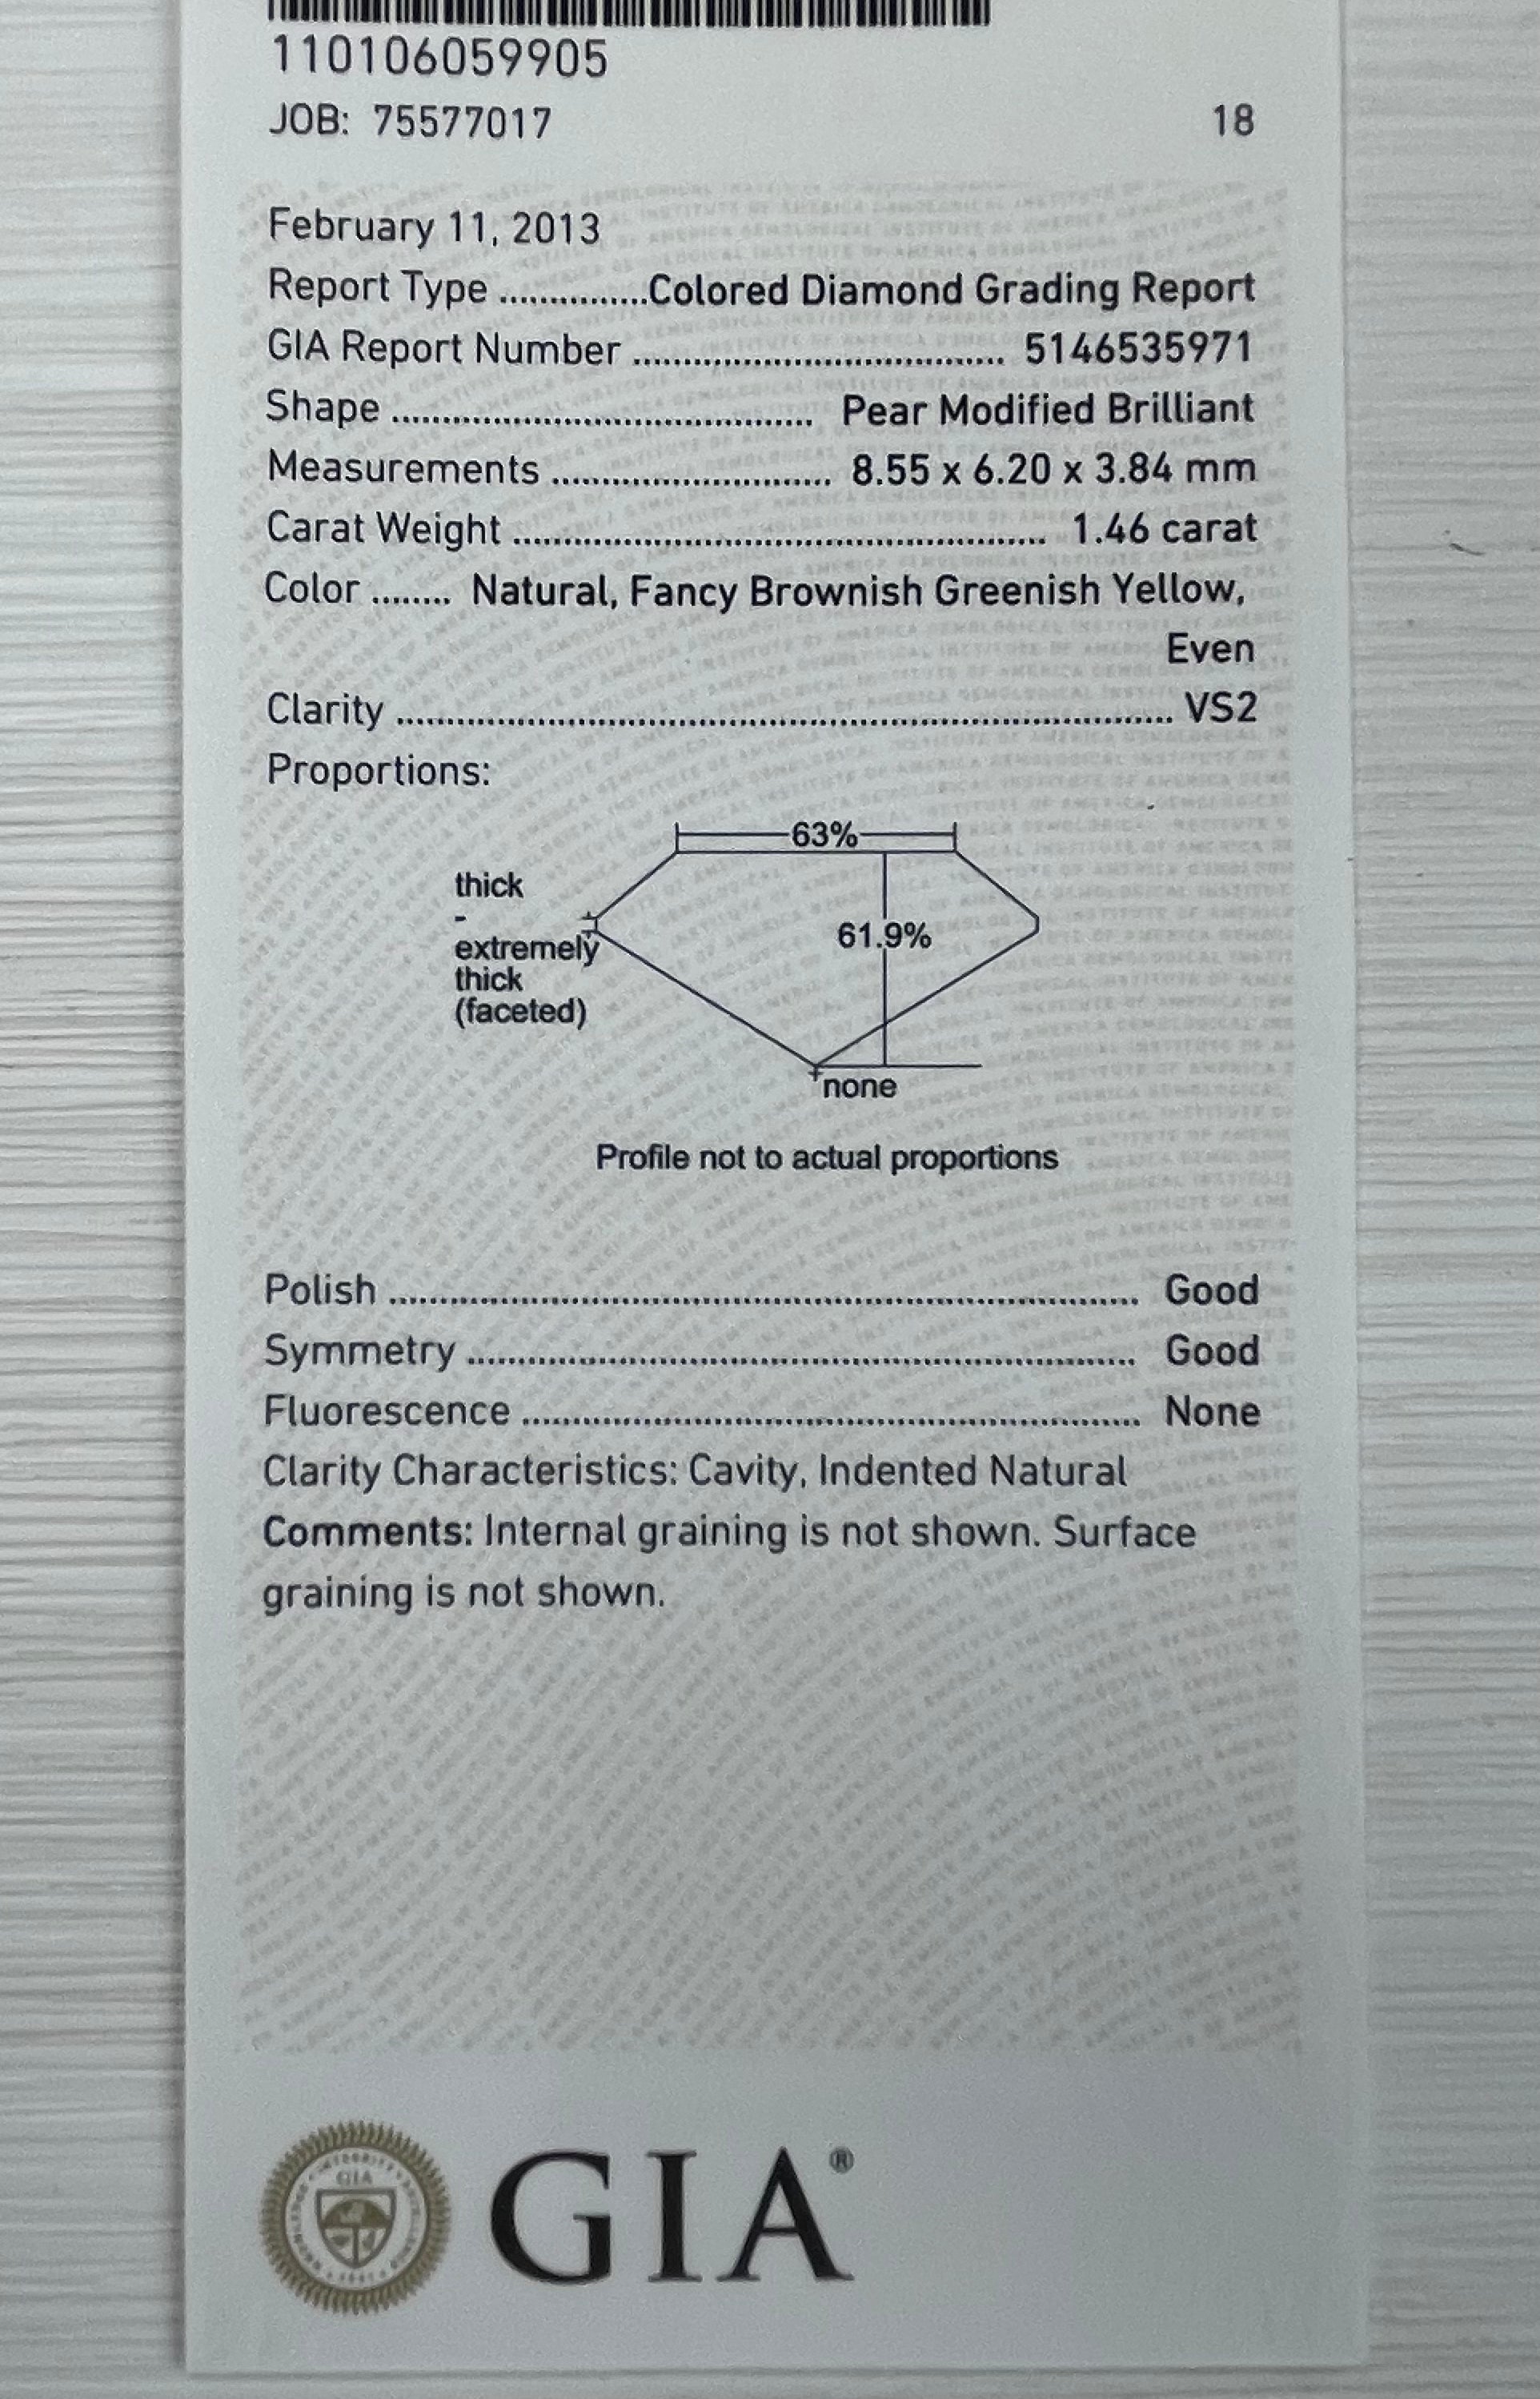 110106059905
JOB: 75577017 18
February 11, 2013
Report Type ............... Colored Diamond Grading Report
GIA Report Number ..................................... 5146535971
Shape .......................................... Pear Modified Brilliant
Measurements ............................ 8.55 x 6.20 x 3.84 mm
Carat Weight ..................................................... 1.46 carat
Color ........ Natural, Fancy Brownish Greenish Yellow,
Even
Clarity ............................................................................. VS2
Proportions:
63%
thick
-
extremely
thick
(faceted)
61.9%
none
Profile not to actual proportions
Polish .......................................................................... Good
Symmetry .................................................................. Good
Fluorescence ............................................................. None
Clarity Characteristics: Cavity, Indented Natural
Comments: Internal graining is not shown. Surface
graining is not shown.
GIA
GIA®